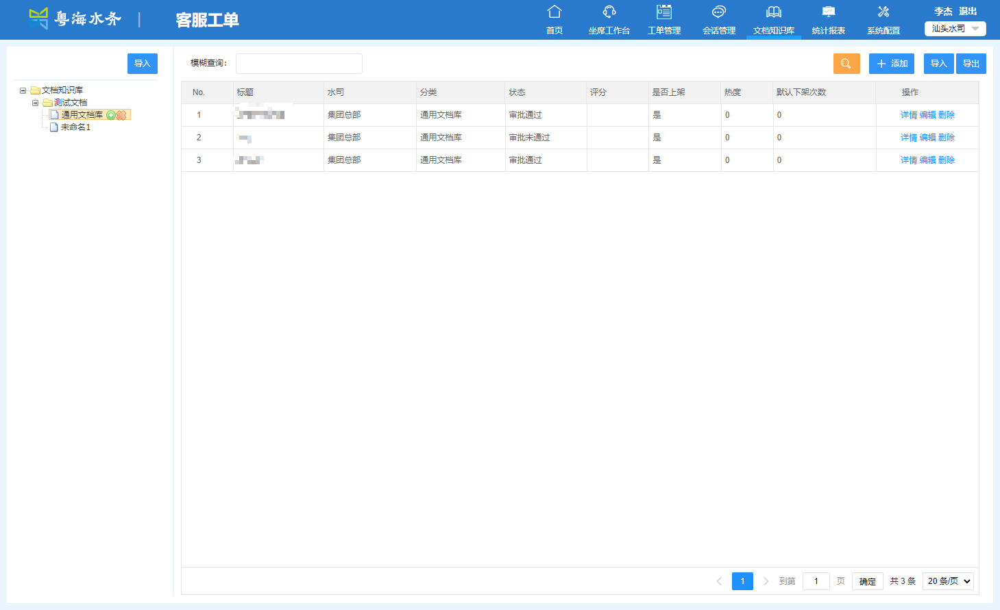 粤海水务 | 客服工单
首页 坐席工作台 工单管理 会话管理 文档知识库 统计报表 系统配置
李杰 退出
汕头水司
导入
文档知识库
测试文档
通用文档库
未命名1
模糊查询：
添加 导入 导出
No. 标题 水司 分类 状态 评分 是否上架 热度 默认下架次数 操作
1 集团总部 通用文档库 审批通过 是 0 0 详情 编辑 删除
2 集团总部 通用文档库 审批未通过 是 0 0 详情 编辑 删除
3 集团总部 通用文档库 审批通过 是 0 0 详情 编辑 删除
1 到第 1 页 确定 共 3 条 20 条/页